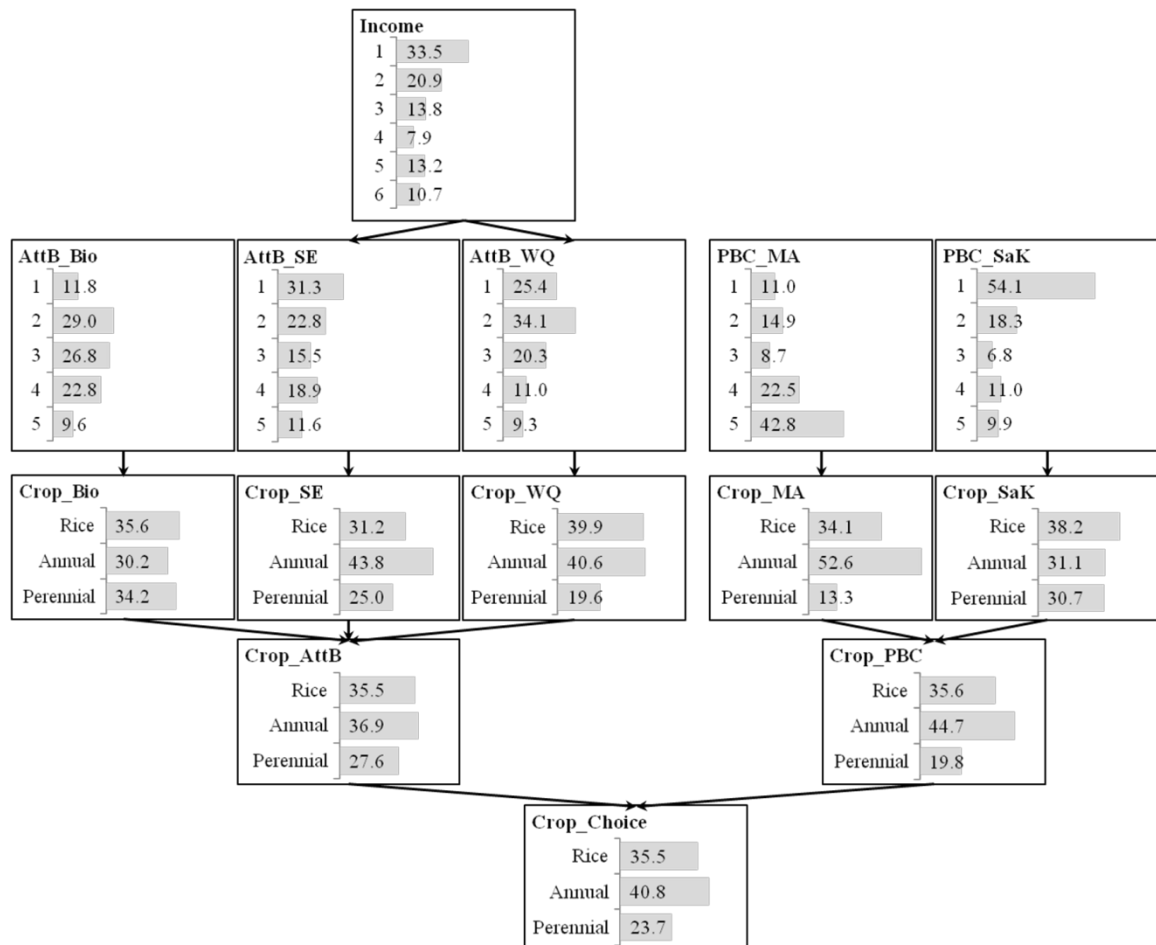 Income
1 33.5
2 20.9
3 13.8
4 7.9
5 13.2
6 10.7
AttB_Bio
1 11.8
2 29.0
3 26.8
4 22.8
5 9.6
AttB_SE
1 31.3
2 22.8
3 15.5
4 18.9
5 11.6
AttB_WQ
1 25.4
2 34.1
3 20.3
4 11.0
5 9.3
PBC_MA
1 11.0
2 14.9
3 8.7
4 22.5
5 42.8
PBC_SaK
1 54.1
2 18.3
3 6.8
4 11.0
5 9.9
Crop_Bio
Rice 35.6
Annual 30.2
Perennial 34.2
Crop_SE
Rice 31.2
Annual 43.8
Perennial 25.0
Crop_WQ
Rice 39.9
Annual 40.6
Perennial 19.6
Crop_MA
Rice 34.1
Annual 52.6
Perennial 13.3
Crop_SaK
Rice 38.2
Annual 31.1
Perennial 30.7
Crop_AttB
Rice 35.5
Annual 36.9
Perennial 27.6
Crop_PBC
Rice 35.6
Annual 44.7
Perennial 19.8
Crop_Choice
Rice 35.5
Annual 40.8
Perennial 23.7